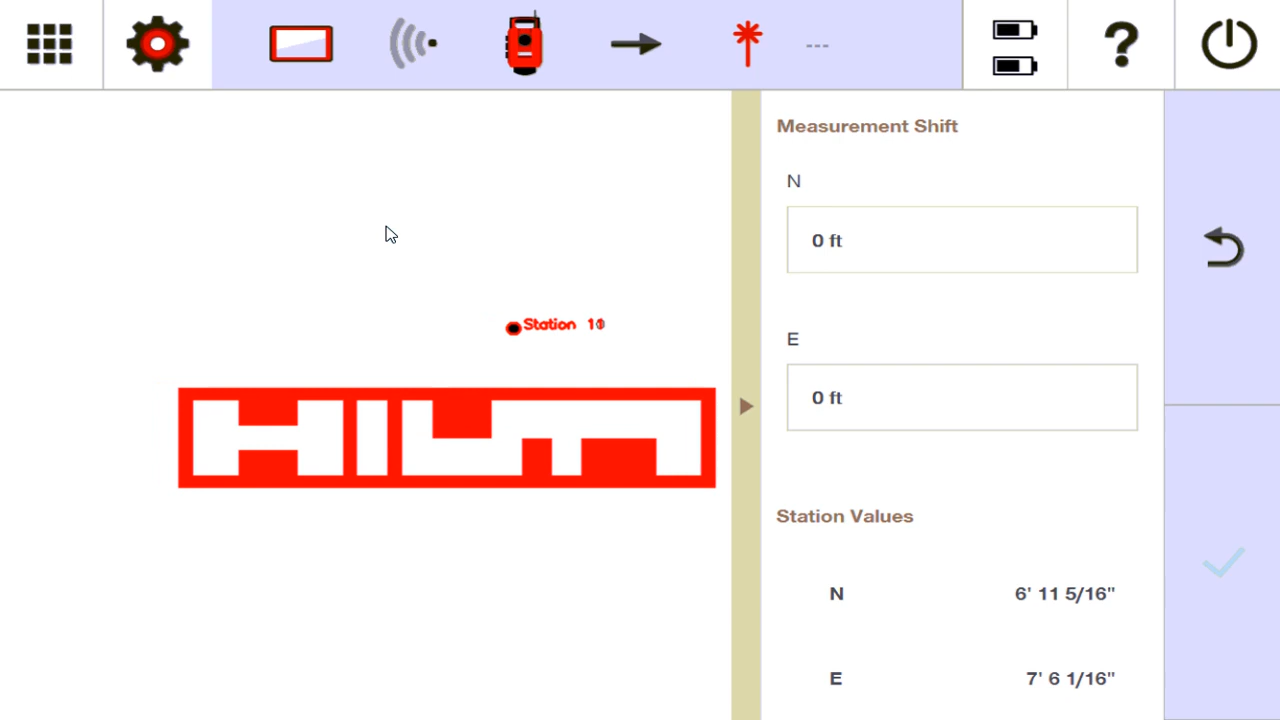 ---
?
Measurement Shift
N
0 ft
Station 10
E
0 ft
HILTI
Station Values
N 6' 11 5/16"
E 7' 6 1/16"